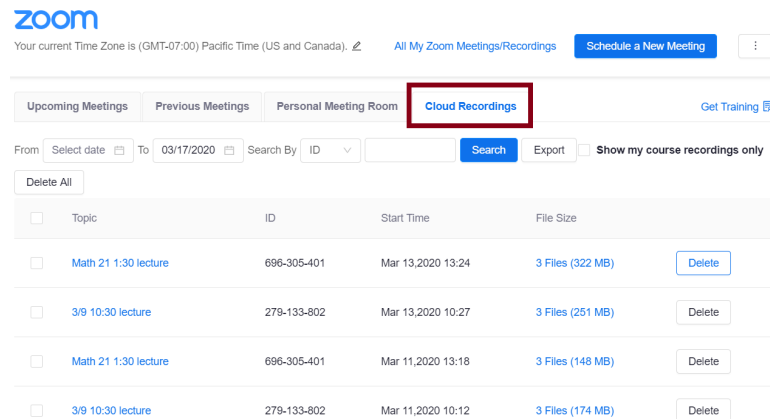 zoom
Your current Time Zone is (GMT-07:00) Pacific Time (US and Canada). All My Zoom Meetings/Recordings Schedule a New Meeting
Upcoming Meetings Previous Meetings Personal Meeting Room Cloud Recordings Get Training
From Select date To 03/17/2020 Search By ID Search Export Show my course recordings only
Delete All
Topic ID Start Time File Size
Math 21 1:30 lecture 696-305-401 Mar 13,2020 13:24 3 Files (322 MB) Delete
3/9 10:30 lecture 279-133-802 Mar 13,2020 10:27 3 Files (251 MB) Delete
Math 21 1:30 lecture 696-305-401 Mar 11,2020 13:18 3 Files (148 MB) Delete
3/9 10:30 lecture 279-133-802 Mar 11,2020 10:12 3 Files (174 MB) Delete